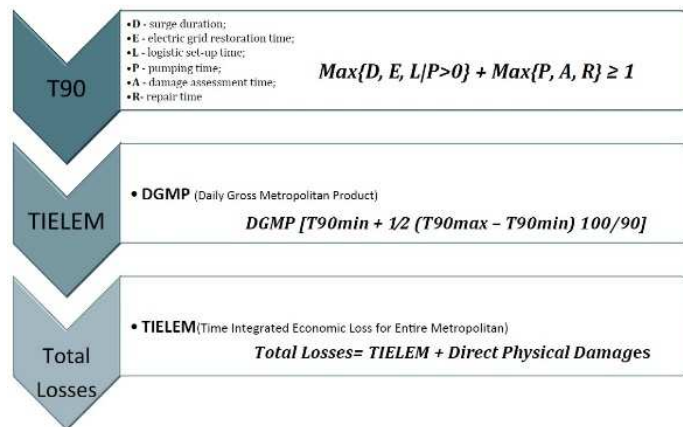 T90
•D - surge duration;
•E - electric grid restoration time;
•L - logistic set-up time;
•P - pumping time;
•A - damage assessment time;
•R- repair time
Max{D, E, L|P>0} + Max{P, A, R} ≥ 1
TIELEM
• DGMP (Daily Gross Metropolitan Product)
DGMP [T90min + 1/2 (T90max – T90min) 100/90]
Total
Losses
• TIELEM(Time Integrated Economic Loss for Entire Metropolitan)
Total Losses= TIELEM + Direct Physical Damages